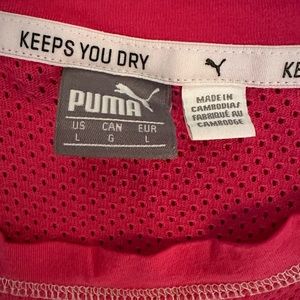 KEEPS YOU DRY
KE
PUMA
US CAN EUR
L G L
MADE IN
CAMBODIA
FABRIQUÉ AU
CAMBODGE